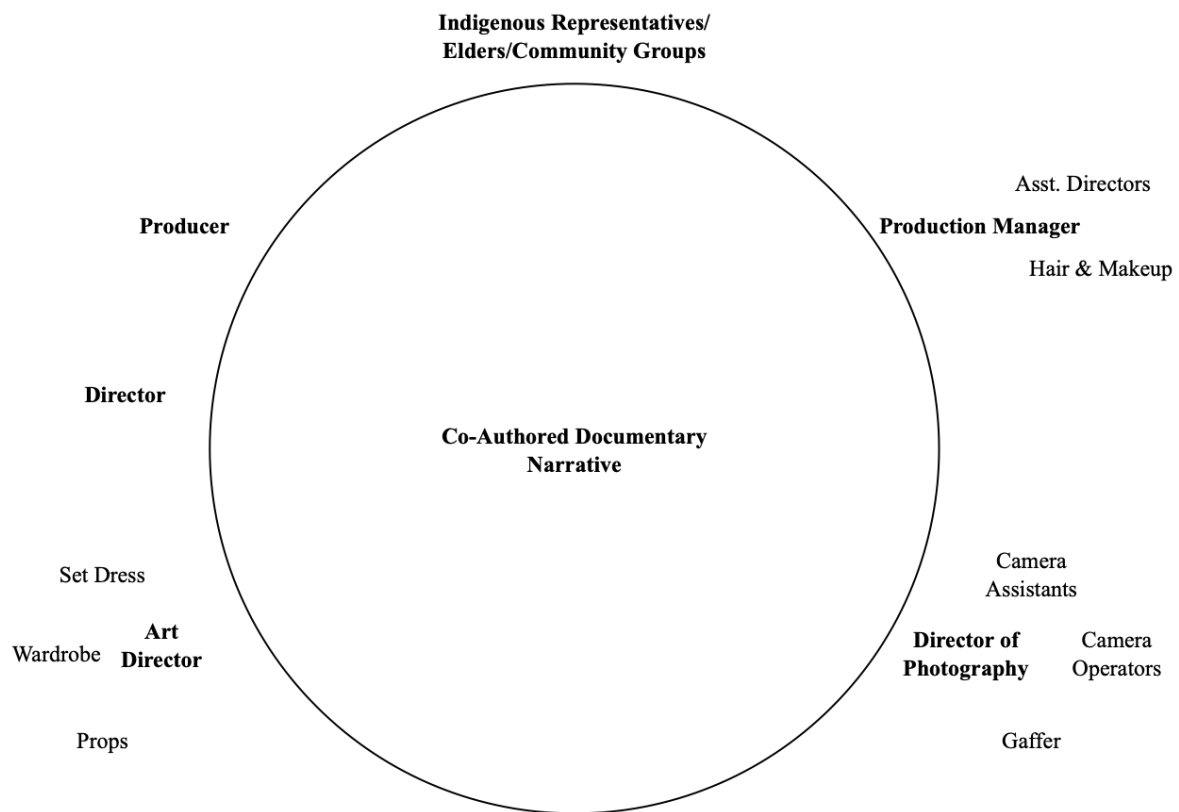 Indigenous Representatives/
Elders/Community Groups
Asst. Directors
Producer
Production Manager
Hair & Makeup
Director
Co-Authored Documentary
Narrative
Set Dress
Camera
Assistants
Wardrobe
Art
Director
Director of
Photography
Camera
Operators
Props
Gaffer